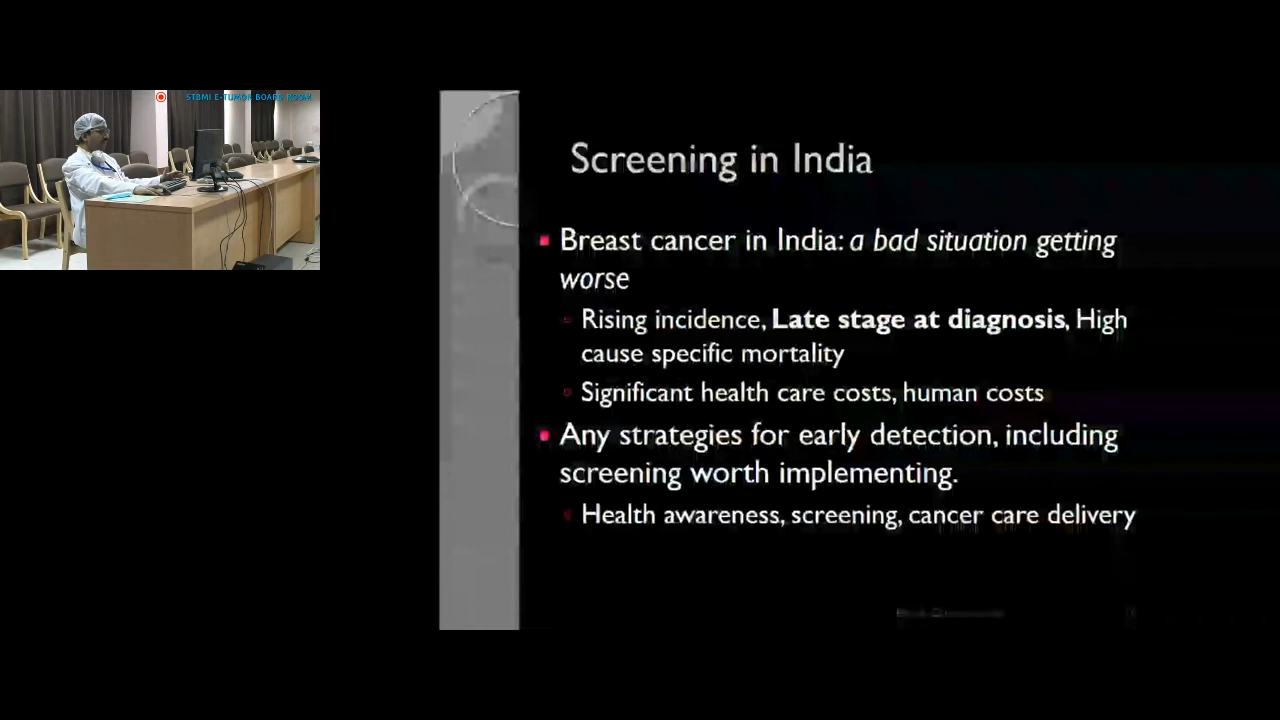 STBMI E-TUMOR BOARD ROOM
Screening in India
Breast cancer in India: a bad situation getting
worse
Rising incidence, Late stage at diagnosis, High
cause specific mortality
Significant health care costs, human costs
Any strategies for early detection, including
screening worth implementing.
Health awareness, screening, cancer care delivery